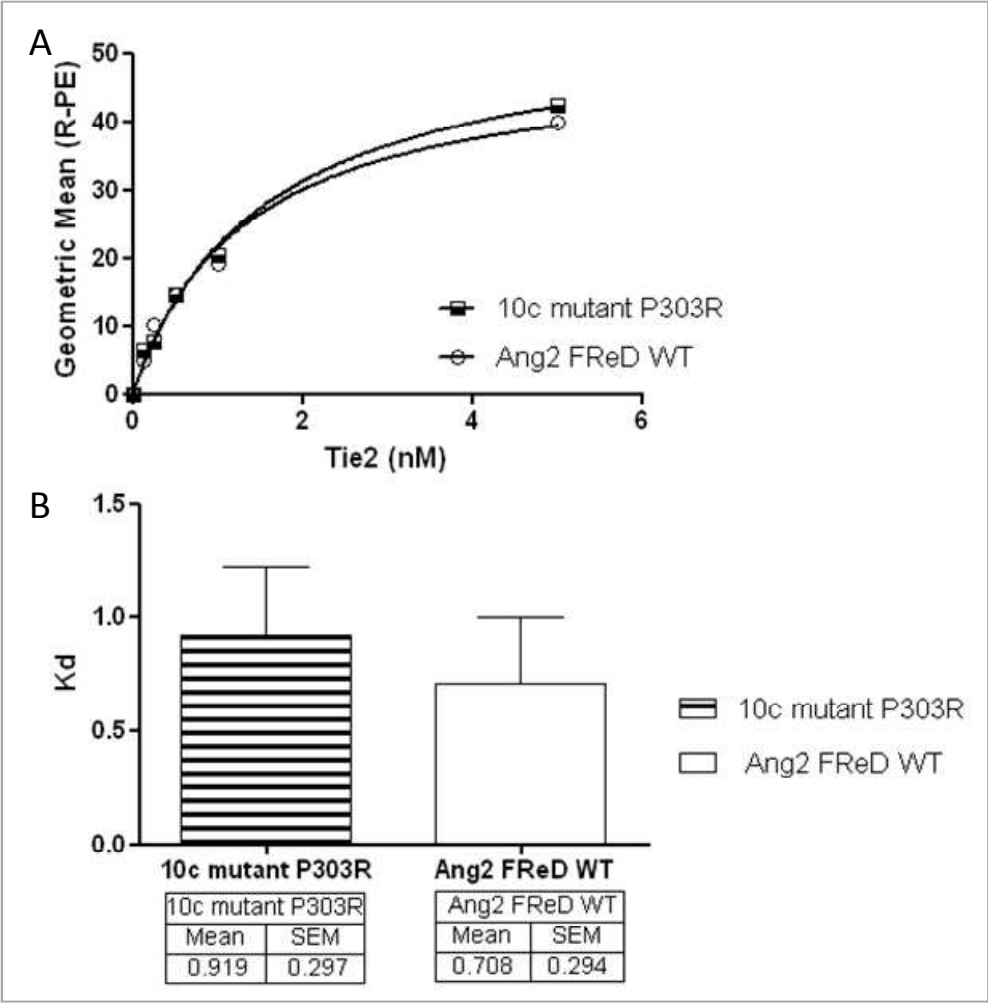 A
50
40
30
20
10
0
Geometric Mean (R-PE)
10c mutant P303R
Ang2 FReD WT
0 2 4 6
Tie2 (nM)
B
1.5
1.0
0.5
0.0
Kd
10c mutant P303R
Ang2 FReD WT
10c mutant P303R Ang2 FReD WT
10c mutant P303R
Mean SEM
0.919 0.297
Ang2 FReD WT
Mean SEM
0.708 0.294